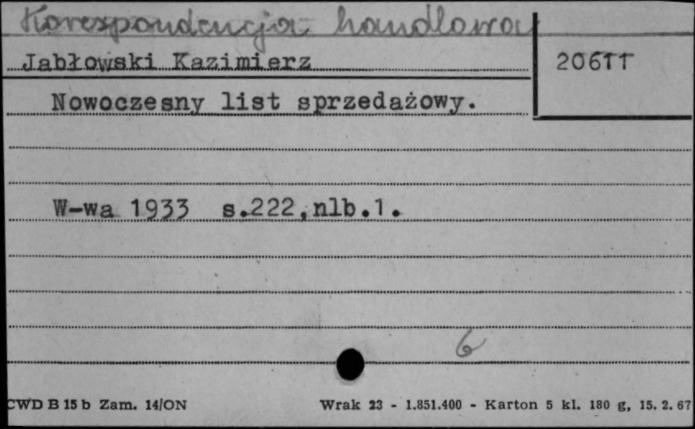 Korespondencja handlowa
Jabłowski Kazimierz
20611
Nowoczesny list sprzedażowy.
W-wa 1933 s.222,nlb.1.
6
CWD B 15 b Zam. 14/ON Wrak 23 - 1.851.400 - Karton 5 kl. 180 g, 15. 2. 67